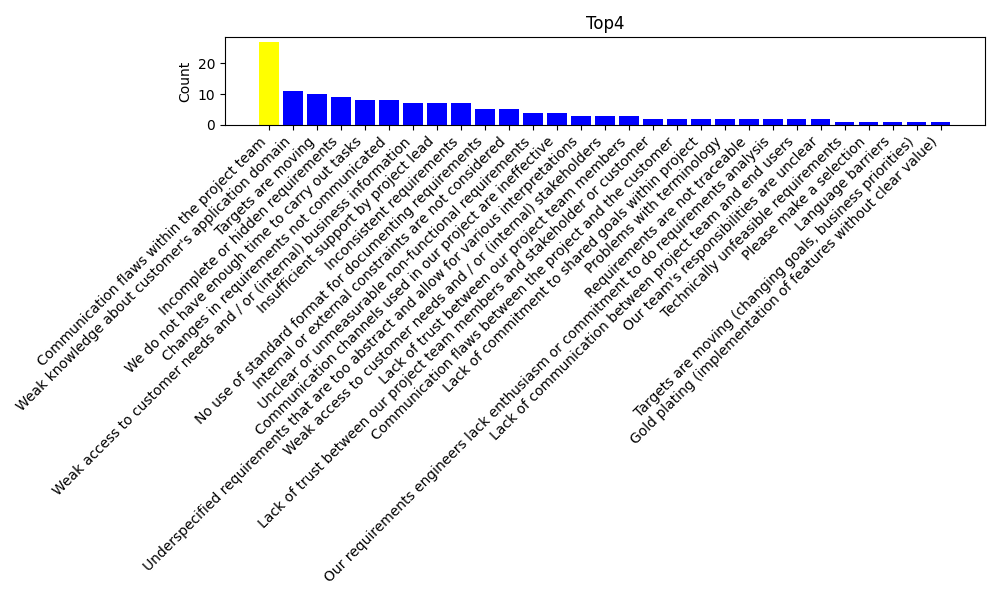 Top4
Count
20
10
0
Communication flaws within the project team
Weak knowledge about customer's application domain
Targets are moving
Incomplete or hidden requirements
We do not have enough time to carry out tasks
Changes in requirements not communicated
Weak access to customer needs and / or (internal) business information
Insufficient support by project lead
Inconsistent requirements
No use of standard format for documenting requirements
Internal or external constraints are not considered
Unclear or unmeasurable non-functional requirements
Communication channels used in our project are ineffective
Underspecified requirements that are too abstract and allow for various interpretations
Weak access to customer needs and / or (internal) stakeholders
Lack of trust between our project team members
Lack of trust between our project team members and stakeholder or customer
Communication flaws between the project and the customer
Lack of commitment to shared goals within project
Problems with terminology
Requirements are not traceable
Our requirements engineers lack enthusiasm or commitment to do requirements analysis
Lack of communication between project team and end users
Our team's responsibilities are unclear
Technically unfeasible requirements
Please make a selection
Language barriers
Targets are moving (changing goals, business priorities)
Gold plating (implementation of features without clear value)